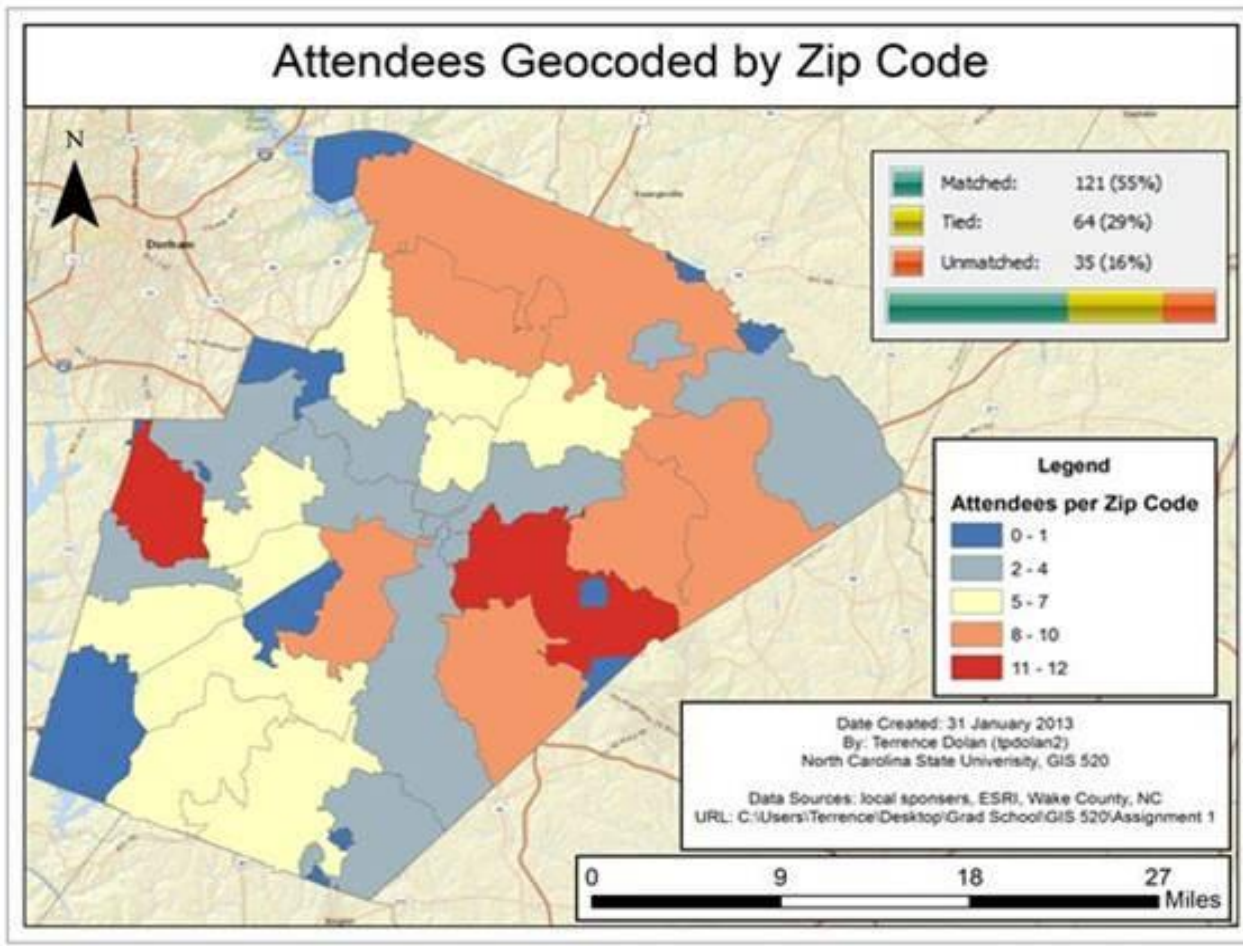 Attendees Geocoded by Zip Code
N
Durham
Matched: 121 (55%)
Tied: 64 (29%)
Unmatched: 35 (16%)
Legend
Attendees per Zip Code
0 - 1
2 - 4
5 - 7
8 - 10
11 - 12
Date Created: 31 January 2013
By: Terrence Dolan (tpdolan2)
North Carolina State Univerisity, GIS 520
Data Sources: local sponsers, ESRI, Wake County, NC
URL: C:\Users\Terrence\Desktop\Grad School\GIS 520\Assignment 1
0 9 18 27
Miles